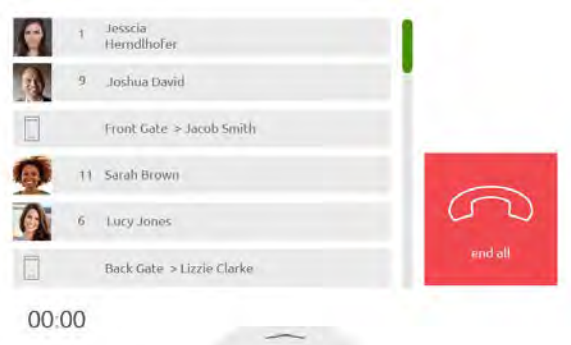 1 Jesscia
Herndlhofer
9 Joshua David
Front Gate > Jacob Smith
11 Sarah Brown
6 Lucy Jones
Back Gate > Lizzie Clarke
end all
00:00